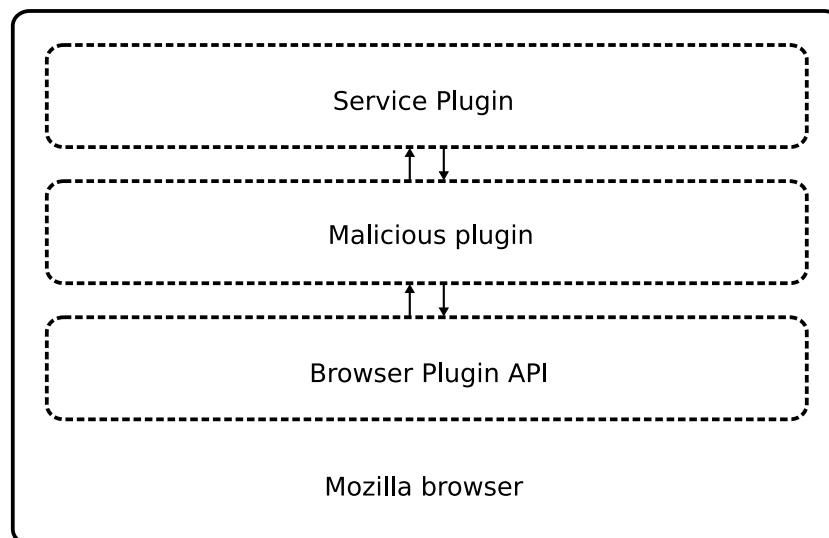 Service Plugin
Malicious plugin
Browser Plugin API
Mozilla browser